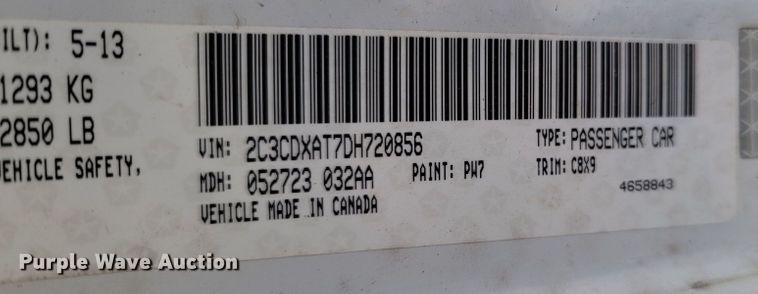 ILT): 5-13
1293 KG
2850 LB
VEHICLE SAFETY,
VIN: 2C3CDXAT7DH720856
TYPE: PASSENGER CAR
MDH: 052723 032AA
PAINT: PW7
TRIM: C8X9
4658843
VEHICLE MADE IN CANADA
Purple Wave Auction